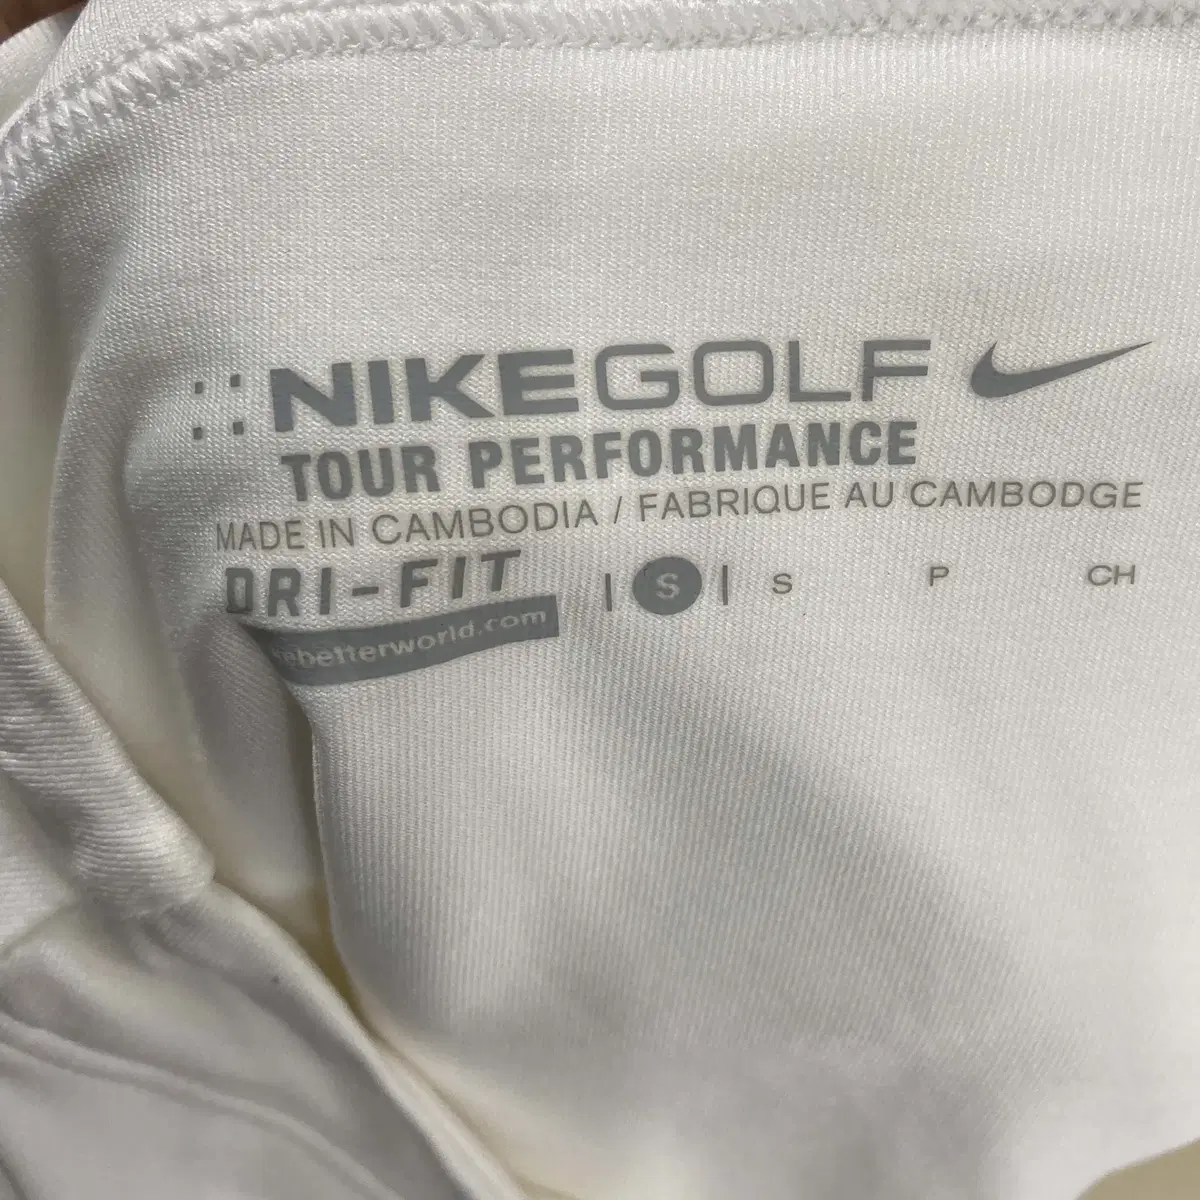 NIKEGOLF
TOUR PERFORMANCE
MADE IN CAMBODIA / FABRIQUE AU CAMBODGE
DRI-FIT | S | S P CH
ebetterworld.com